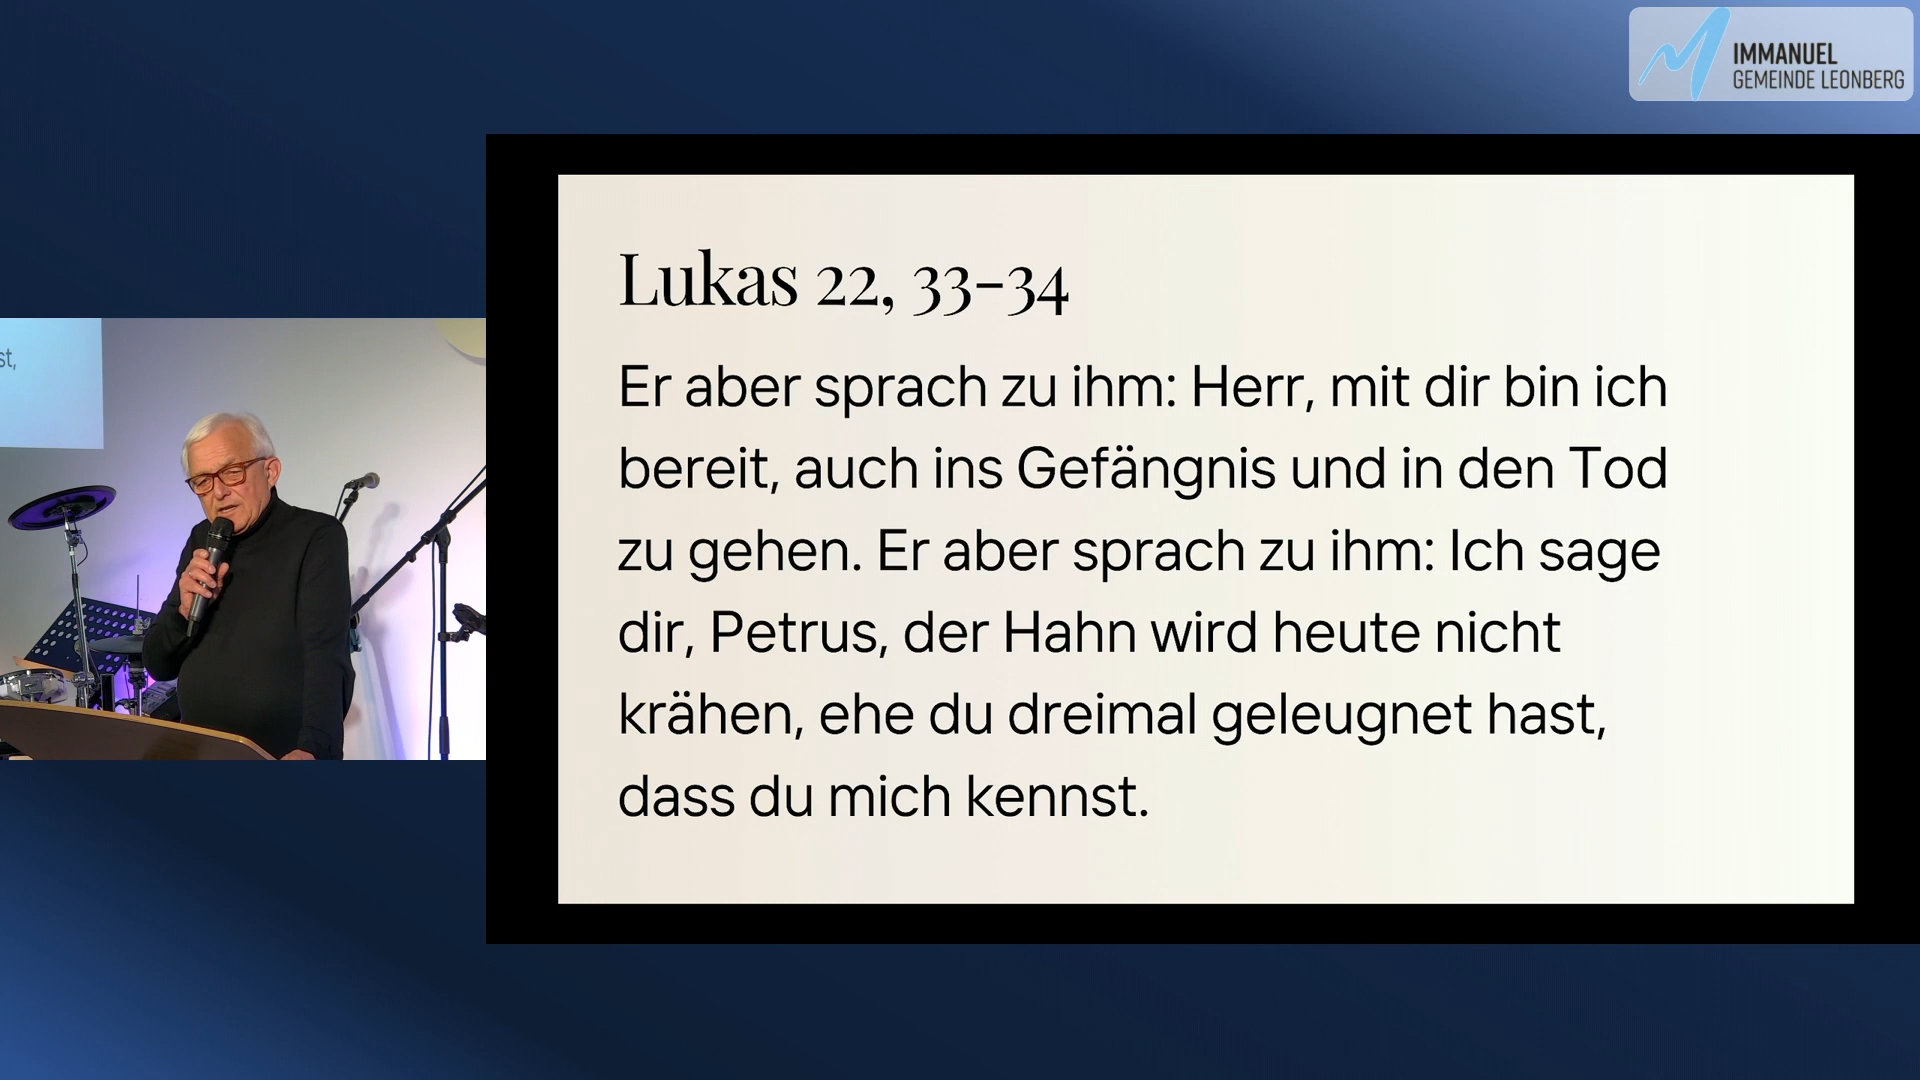 IMMANUEL
GEMEINDE LEONBERG
Lukas 22, 33-34
Er aber sprach zu ihm: Herr, mit dir bin ich
bereit, auch ins Gefängnis und in den Tod
zu gehen. Er aber sprach zu ihm: Ich sage
dir, Petrus, der Hahn wird heute nicht
krähen, ehe du dreimal geleugnet hast,
dass du mich kennst.
st,